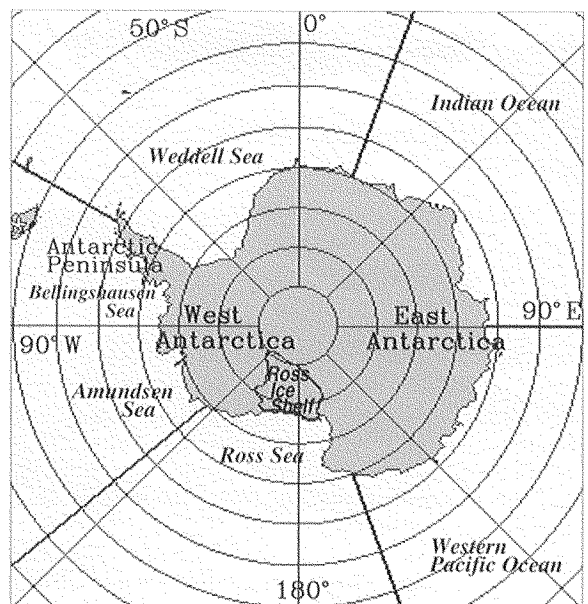 50°S
0°
Indian Ocean
Weddell Sea
Antarctic
Peninsula
Bellingshausen
Sea
90°W
West
Antarctica
East
Antarctica
90°E
Ross
Ice
Shelf
Amundsen
Sea
Ross Sea
Western
Pacific Ocean
180°